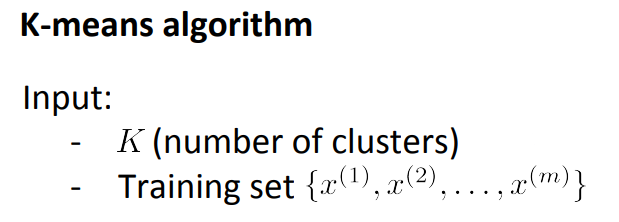 K-means algorithm
Input:
- K (number of clusters)
- Training set {x^{(1)}, x^{(2)}, . . . , x^{(m)}}